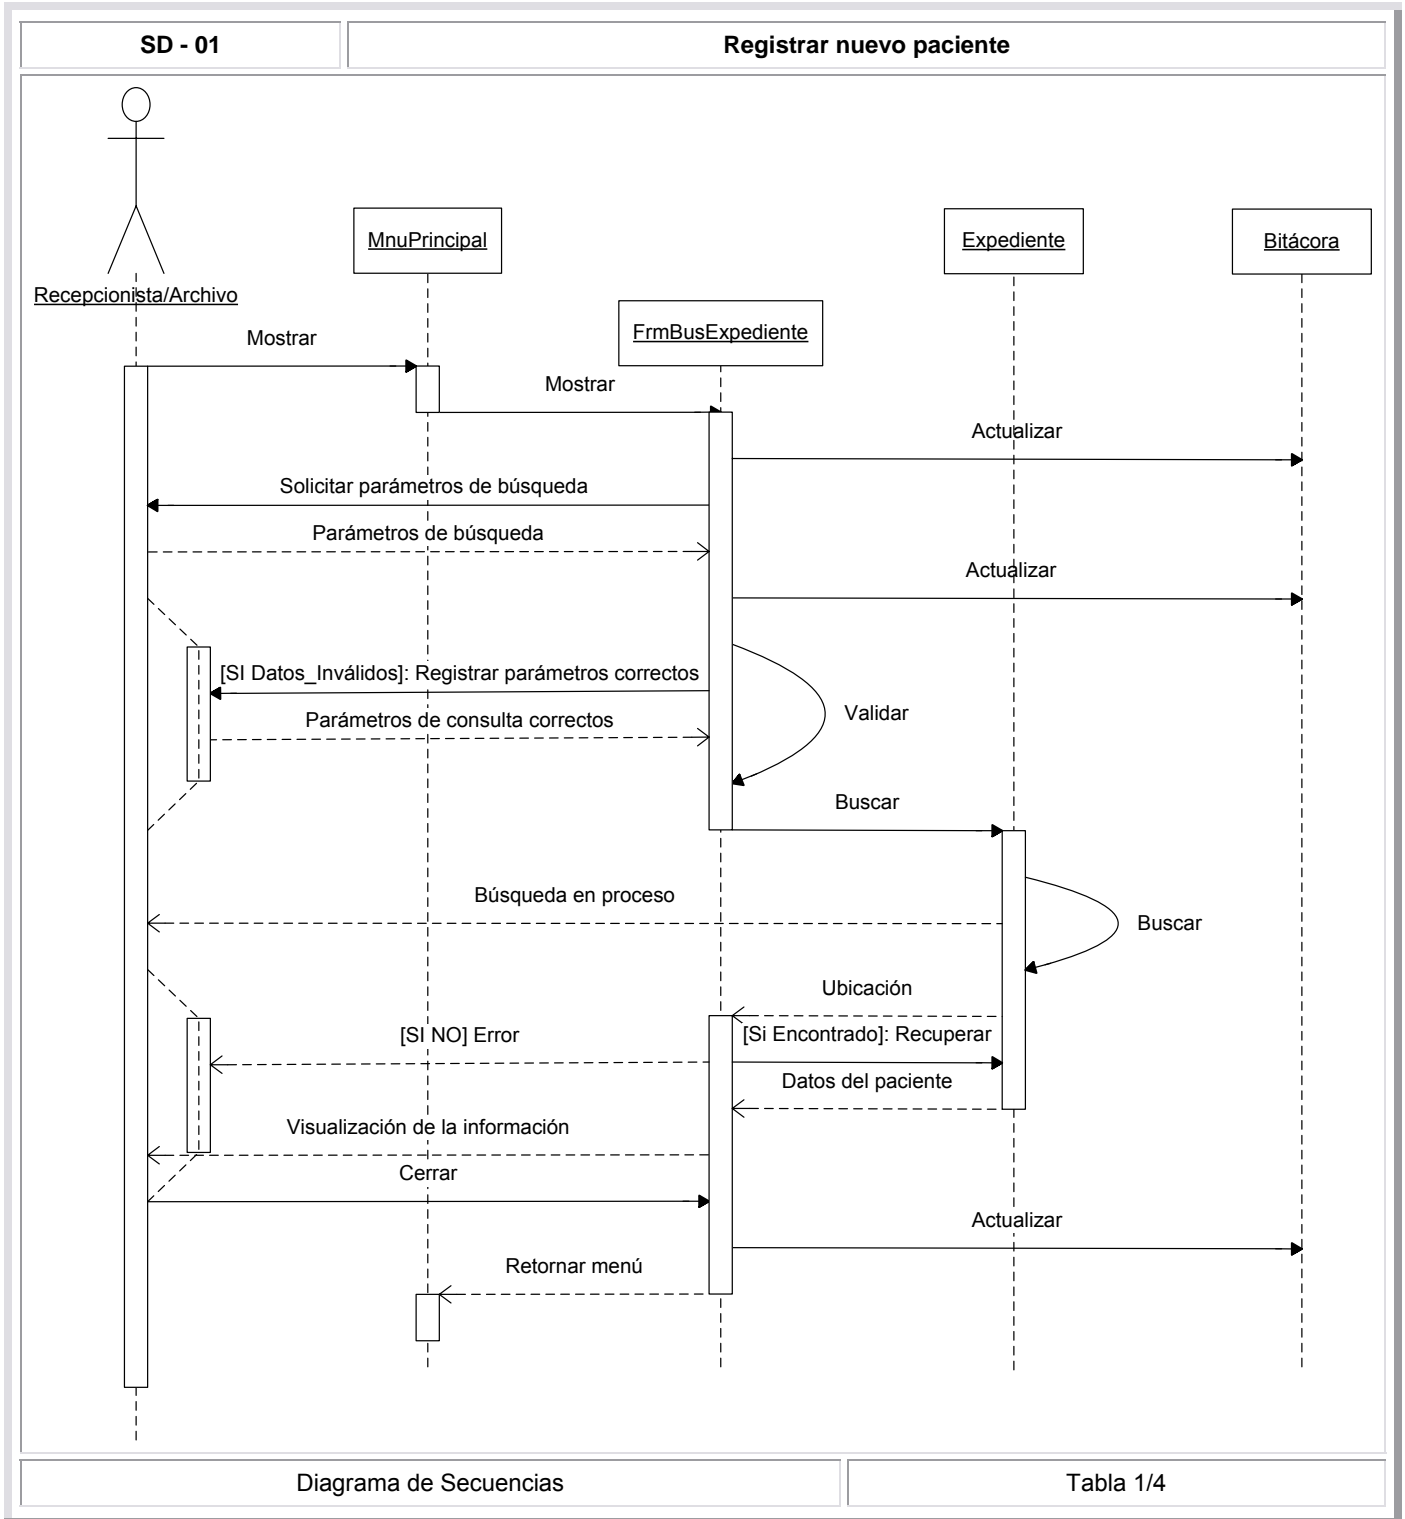 SD - 01
Registrar nuevo paciente
MnuPrincipal
Expediente
Bitácora
Recepcionista/Archivo
FrmBusExpediente
Mostrar
Mostrar
Actualizar
Solicitar parámetros de búsqueda
Parámetros de búsqueda
Actualizar
[SI Datos_Inválidos]: Registrar parámetros correctos
Validar
Parámetros de consulta correctos
Buscar
Búsqueda en proceso
Buscar
Ubicación
[SI NO] Error
[Si Encontrado]: Recuperar
Datos del paciente
Visualización de la información
Cerrar
Actualizar
Retornar menú
Diagrama de Secuencias
Tabla 1/4